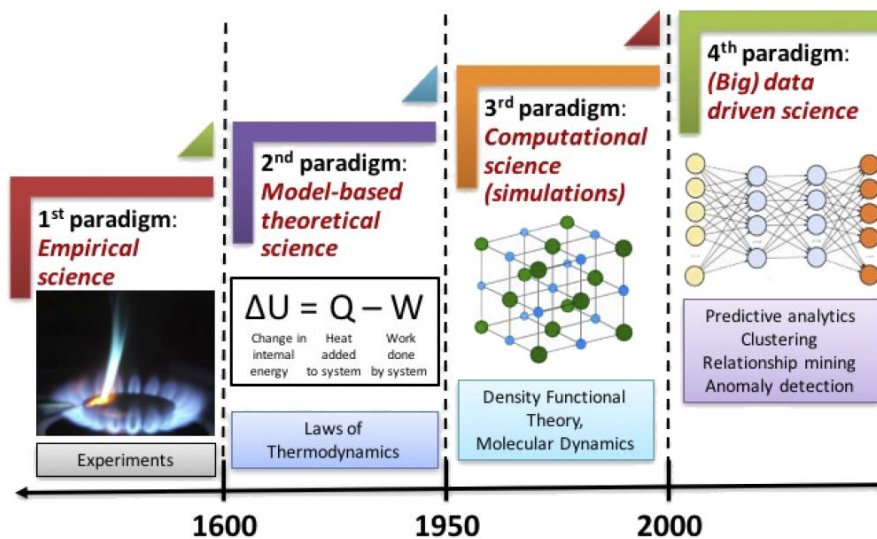 1st paradigm:
Empirical
science
Experiments
2nd paradigm:
Model-based
theoretical
science
ΔU = Q – W
Change in internal energy
Heat added to system
Work done by system
Laws of
Thermodynamics
3rd paradigm:
Computational
science
(simulations)
Density Functional
Theory,
Molecular Dynamics
4th paradigm:
(Big) data
driven science
Predictive analytics
Clustering
Relationship mining
Anomaly detection
1600
1950
2000